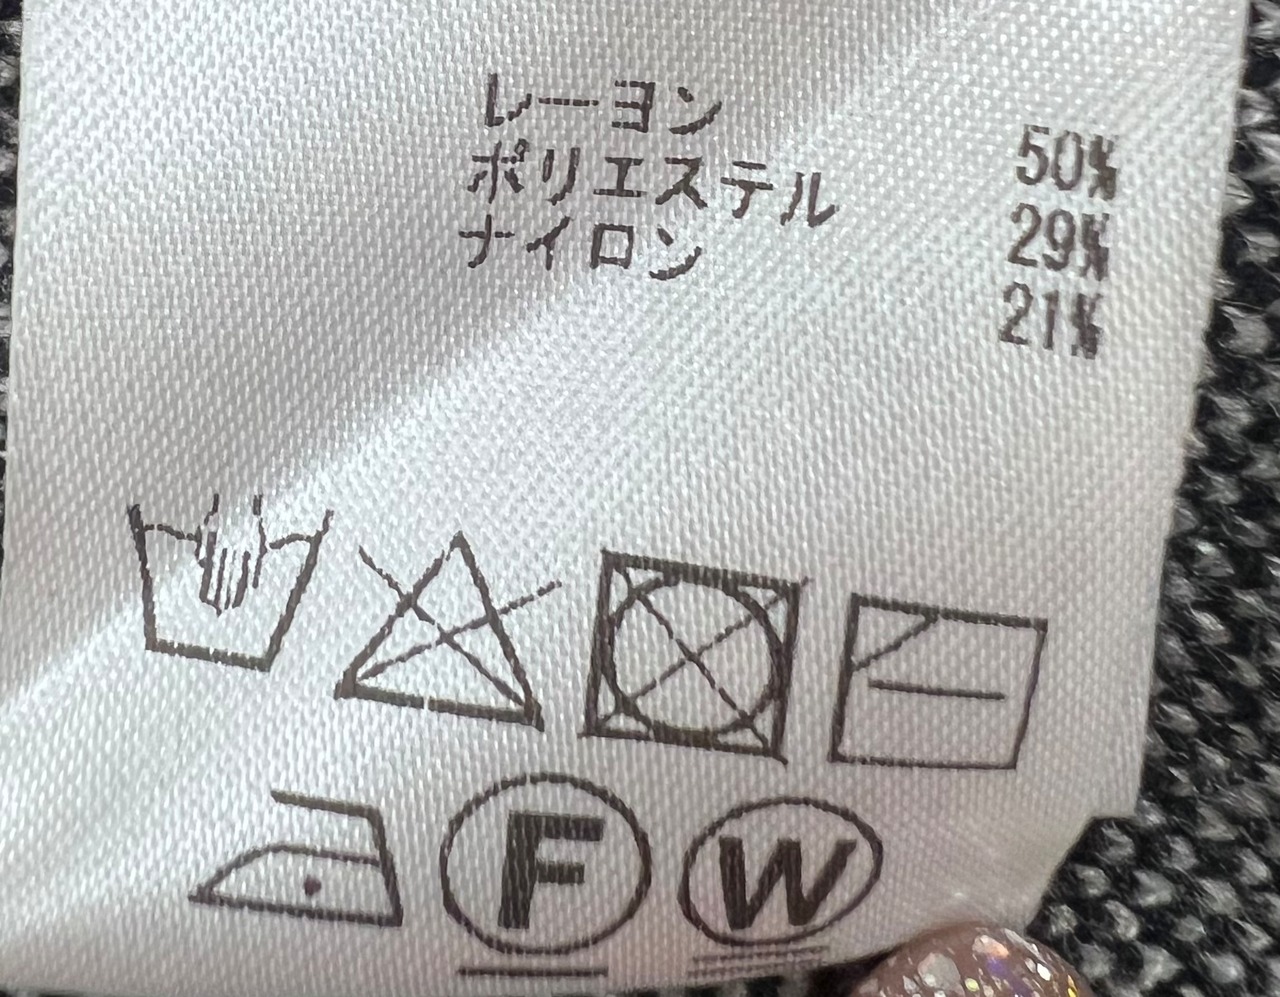 レーヨン 50%
ポリエステル 29%
ナイロン 21%
F W